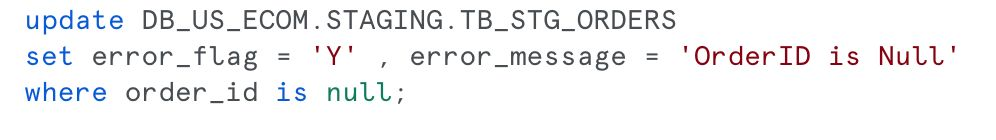 update DB_US_ECOM.STAGING.TB_STG_ORDERS
set error_flag = 'Y' , error_message = 'OrderID is Null'
where order_id is null;